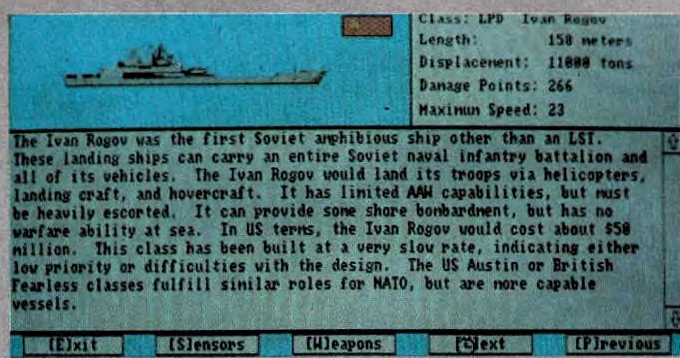 Class: LPD Ivan Rogov
Length: 158 meters
Displacement: 11000 tons
Damage Points: 266
Maximum Speed: 23
The Ivan Rogov was the first Soviet amphibious ship other than an LST.
These landing ships can carry an entire Soviet naval infantry battalion and
all of its vehicles. The Ivan Rogov would land its troops via helicopters,
landing craft, and hovercraft. It has limited AAW capabilities, but must
be heavily escorted. It can provide some shore bombardment, but has no
warfare ability at sea. In US terms, the Ivan Rogov would cost about $50
million. This class has been built at a very slow rate, indicating either
low priority or difficulties with the design. The US Austin or British
Fearless classes fulfill similar roles for NATO, but are more capable
vessels.
[E]xit [S]ensors [W]eapons [N]ext [P]revious